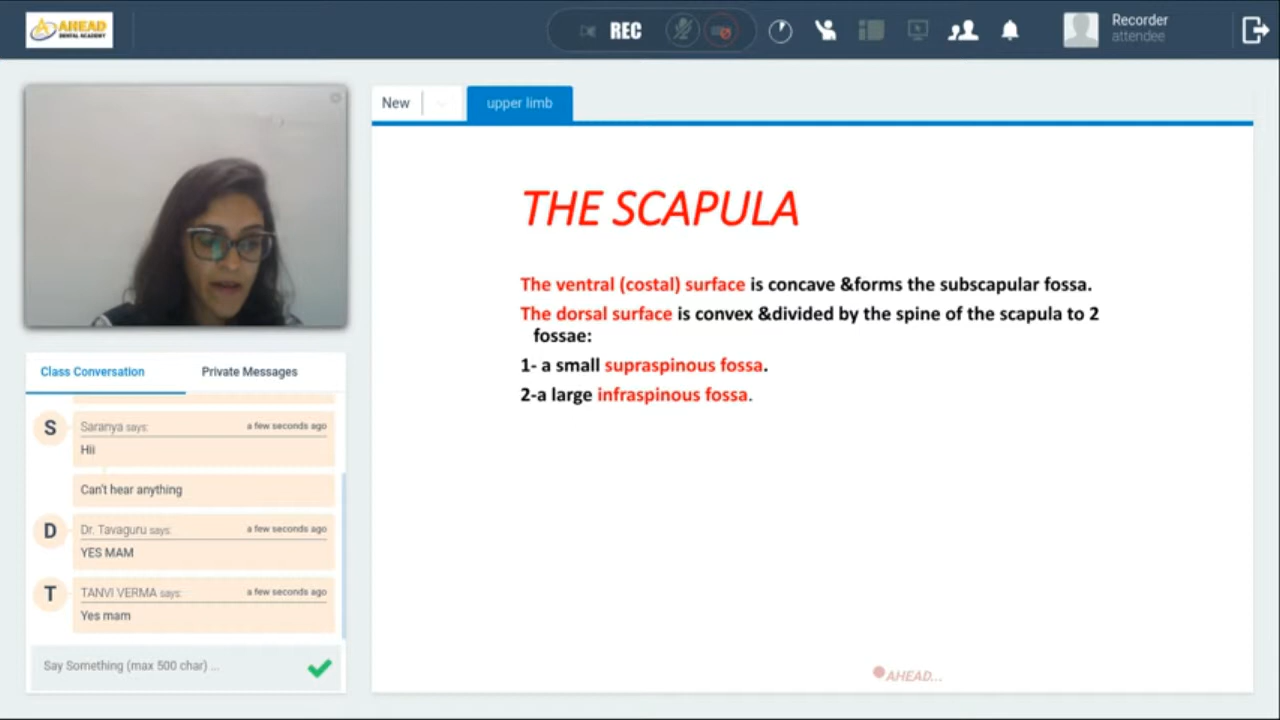 AHEAD
DENTAL ACADEMY
REC
Recorder
attendee
New
upper limb
THE SCAPULA
The ventral (costal) surface is concave &forms the subscapular fossa.
The dorsal surface is convex &divided by the spine of the scapula to 2
fossae:
1- a small supraspinous fossa.
2-a large infraspinous fossa.
AHEAD...
Class Conversation
Private Messages
S
Saranya says:
a few seconds ago
Hii
Can't hear anything
D
Dr. Tavaguru says:
a few seconds ago
YES MAM
T
TANVI VERMA says:
a few seconds ago
Yes mam
Say Something (max 500 char) ...